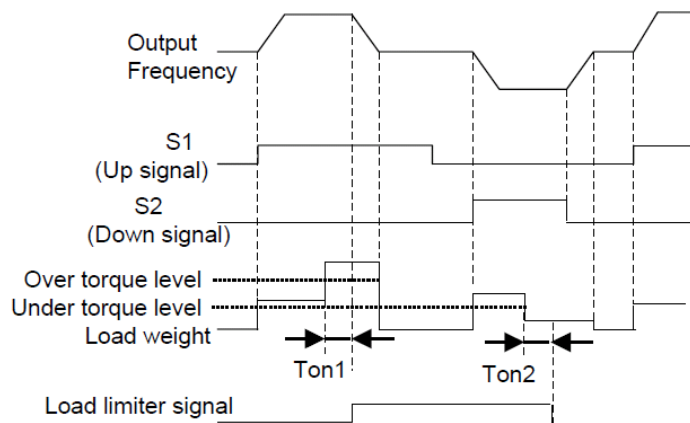 Output
Frequency
S1
(Up signal)
S2
(Down signal)
Over torque level
Under torque level
Load weight
Ton1
Ton2
Load limiter signal